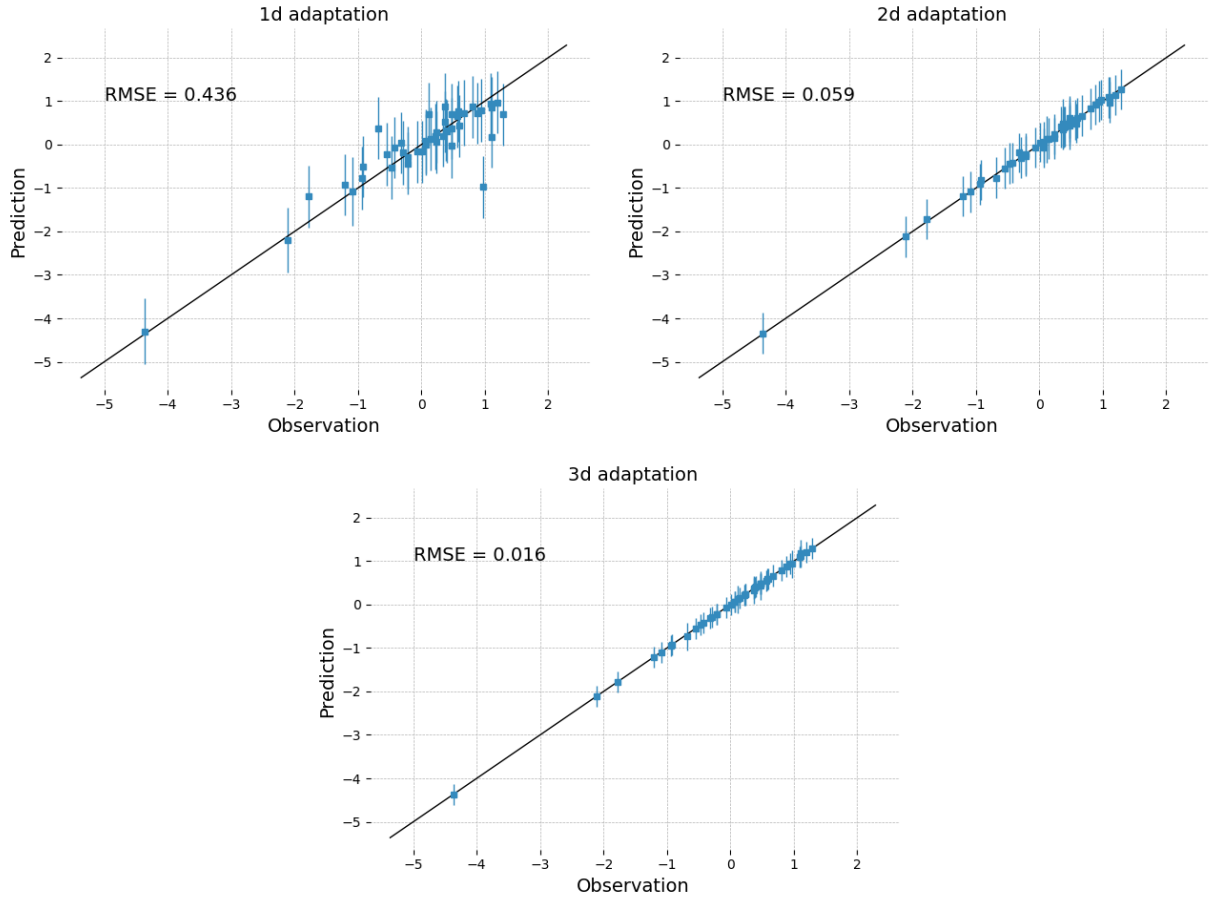 1d adaptation
2
1
0
−1
−2
−3
−4
−5
Prediction
RMSE = 0.436
−5 −4 −3 −2 −1 0 1 2
Observation
2d adaptation
2
1
0
−1
−2
−3
−4
−5
Prediction
RMSE = 0.059
−5 −4 −3 −2 −1 0 1 2
Observation
3d adaptation
2
1
0
−1
−2
−3
−4
−5
Prediction
RMSE = 0.016
−5 −4 −3 −2 −1 0 1 2
Observation